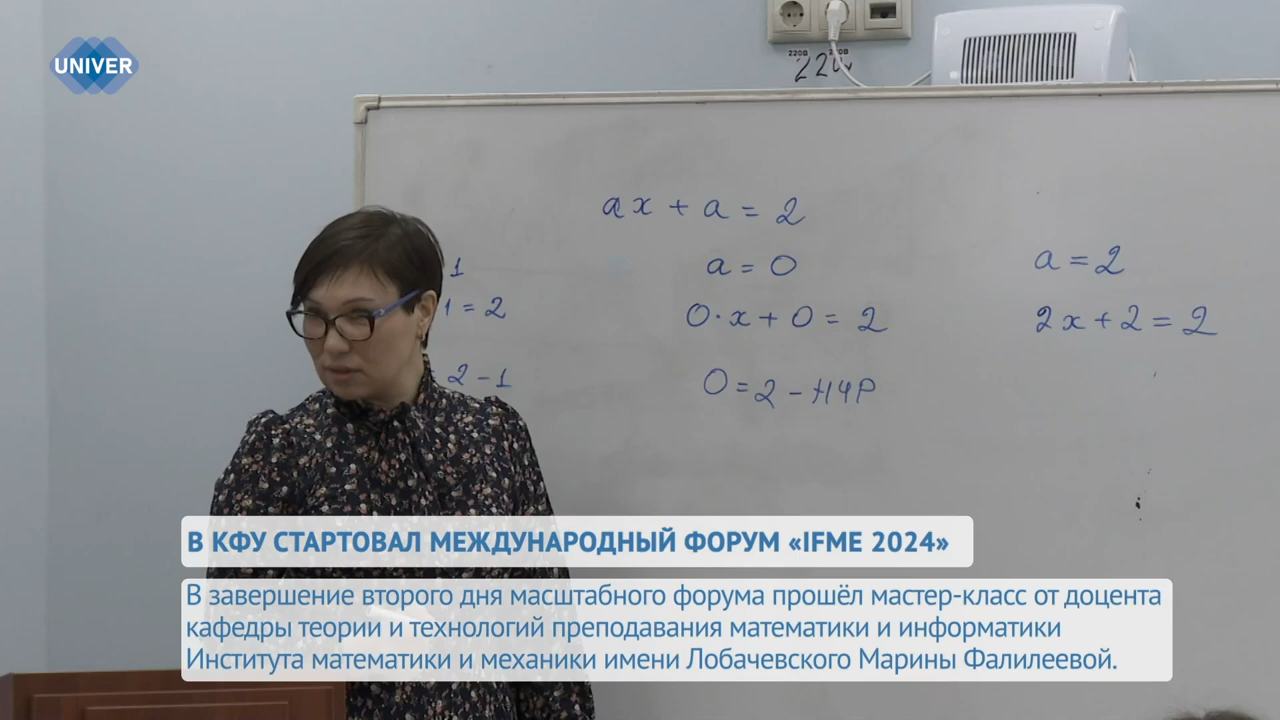 UNIVER
220В 220В
220
ax + a = 2
1
1 = 2
2 - 1
a = 0
0·x + 0 = 2
0 = 2 - НЧР
a = 2
2x + 2 = 2
В КФУ СТАРТОВАЛ МЕЖДУНАРОДНЫЙ ФОРУМ «IFME 2024»
В завершение второго дня масштабного форума прошёл мастер-класс от доцента
кафедры теории и технологий преподавания математики и информатики
Института математики и механики имени Лобачевского Марины Фалилеевой.